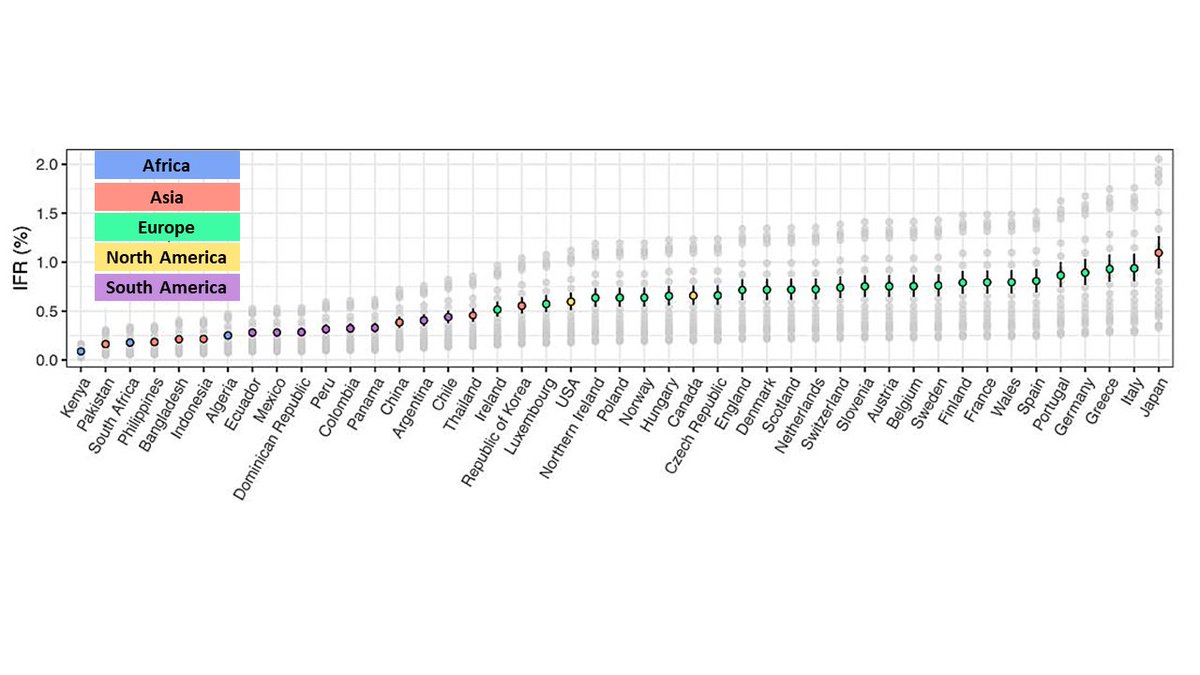 IFR (%)
2.0
1.5
1.0
0.5
0.0
Africa
Asia
Europe
North America
South America
Kenya
Pakistan
South Africa
Philippines
Bangladesh
Indonesia
Algeria
Ecuador
Mexico
Dominican Republic
Peru
Colombia
Panama
China
Argentina
Chile
Thailand
Ireland
Republic of Korea
Luxembourg
USA
Northern Ireland
Poland
Norway
Hungary
Canada
Czech Republic
England
Denmark
Scotland
Netherlands
Switzerland
Slovenia
Austria
Belgium
Sweden
Finland
France
Wales
Spain
Portugal
Germany
Greece
Italy
Japan